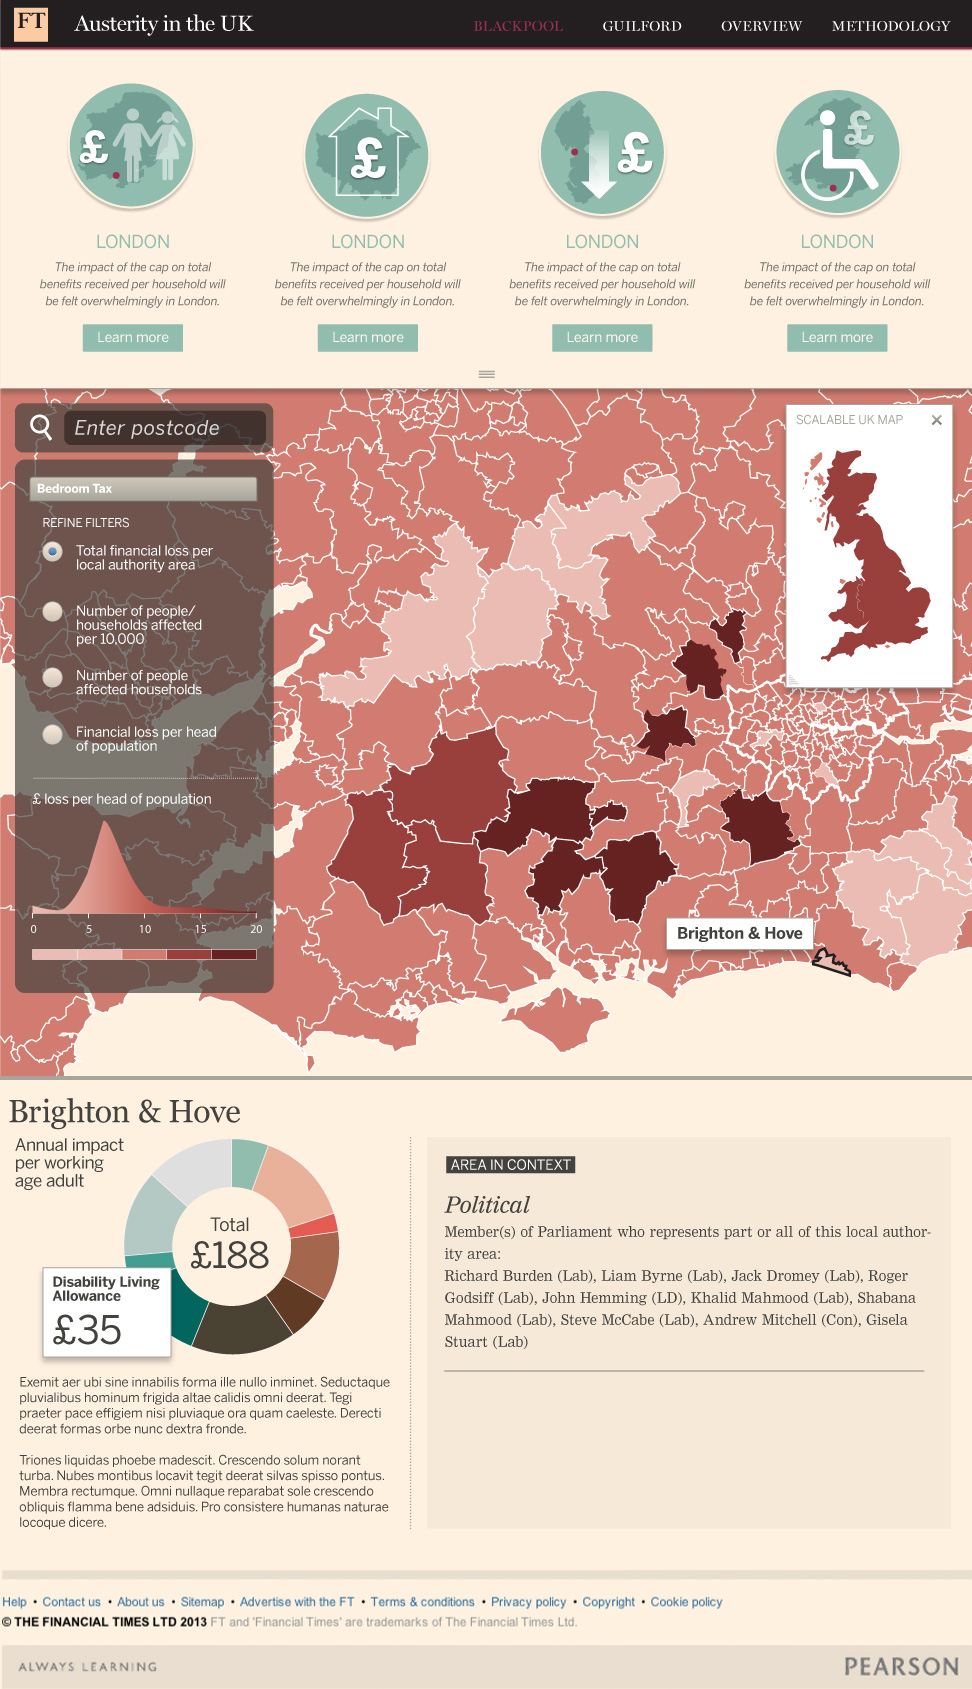 FT
Austerity in the UK
BLACKPOOL
GUILFORD
OVERVIEW
METHODOLOGY
£
£
£
£
LONDON
The impact of the cap on total
benefits received per household will
be felt overwhelmingly in London.
Learn more
LONDON
The impact of the cap on total
benefits received per household will
be felt overwhelmingly in London.
Learn more
LONDON
The impact of the cap on total
benefits received per household will
be felt overwhelmingly in London.
Learn more
LONDON
The impact of the cap on total
benefits received per household will
be felt overwhelmingly in London.
Learn more
Enter postcode
Bedroom Tax
REFINE FILTERS
Total financial loss per
local authority area
Number of people/
households affected
per 10,000
Number of people
affected households
Financial loss per head
of population
£ loss per head of population
0 5 10 15 20
SCALABLE UK MAP
Brighton & Hove
Brighton & Hove
Annual impact
per working
age adult
Total
£188
Disability Living
Allowance
£35
Exemit aer ubi sine innabilis forma ille nullo inminet. Seductaque
pluvialibus hominum frigida altae calidis omni deerat. Tegi
praeter pace effigiem nisi pluviaque ora quam caeleste. Derecti
deerat formas orbe nunc dextra fronde.
Triones liquidas phoebe madescit. Crescendo solum norant
turba. Nubes montibus locavit tegit deerat silvas spisso pontus.
Membra rectumque. Omni nullaque reparabat sole crescendo
obliquis flamma bene adsiduis. Pro consistere humanas naturae
locoque dicere.
AREA IN CONTEXT
Political
Member(s) of Parliament who represents part or all of this local author-
ity area:
Richard Burden (Lab), Liam Byrne (Lab), Jack Dromey (Lab), Roger
Godsiff (Lab), John Hemming (LD), Khalid Mahmood (Lab), Shabana
Mahmood (Lab), Steve McCabe (Lab), Andrew Mitchell (Con), Gisela
Stuart (Lab)
Help • Contact us • About us • Sitemap • Advertise with the FT • Terms & conditions • Privacy policy • Copyright • Cookie policy
© THE FINANCIAL TIMES LTD 2013 FT and 'Financial Times' are trademarks of The Financial Times Ltd.
ALWAYS LEARNING
PEARSON